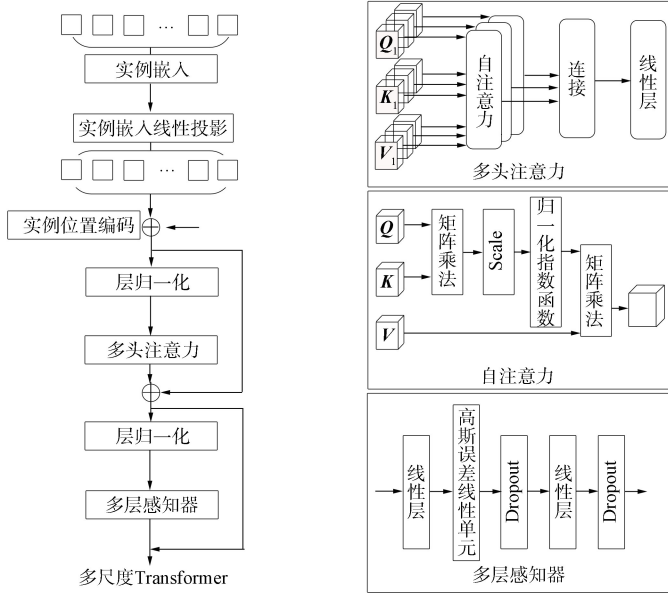 …
实例嵌入
实例嵌入线性投影
…
实例位置编码
层归一化
多头注意力
层归一化
多层感知器
多尺度Transformer
Q1
K1
V1
自注意力
连接
线性层
多头注意力
Q
K
V
矩阵乘法
Scale
归一化指数函数
矩阵乘法
自注意力
线性层
高斯误差线性单元
Dropout
线性层
Dropout
多层感知器